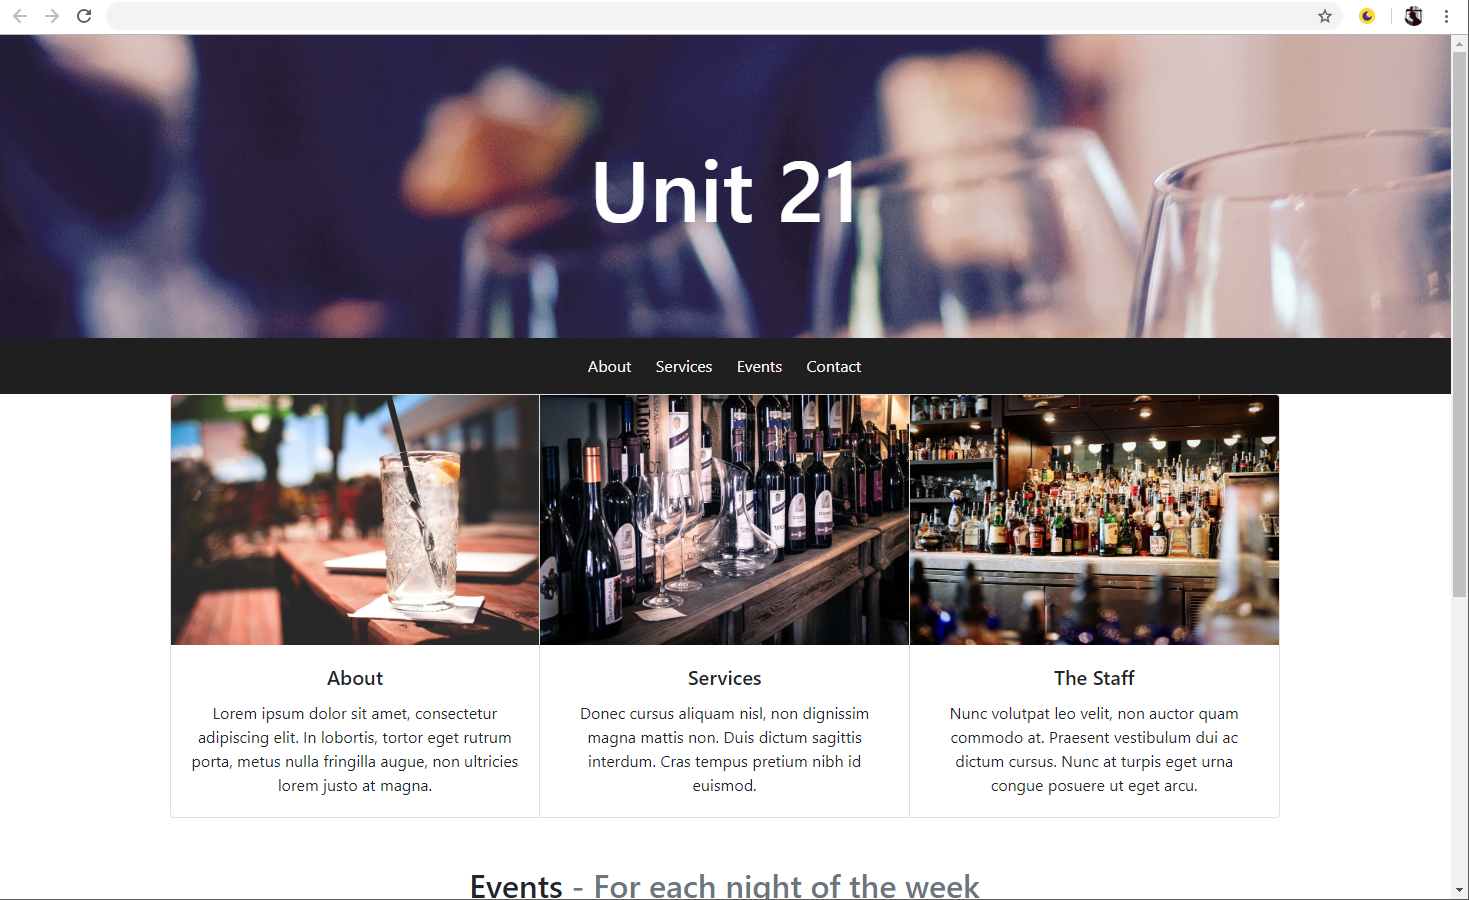 Unit 21
About Services Events Contact
About
Lorem ipsum dolor sit amet, consectetur
adipiscing elit. In lobortis, tortor eget rutrum
porta, metus nulla fringilla augue, non ultricies
lorem justo at magna.
Services
Donec cursus aliquam nisl, non dignissim
magna mattis non. Duis dictum sagittis
interdum. Cras tempus pretium nibh id
euismod.
The Staff
Nunc volutpat leo velit, non auctor quam
commodo at. Praesent vestibulum dui ac
dictum cursus. Nunc at turpis eget urna
congue posuere ut eget arcu.
Events - For each night of the week